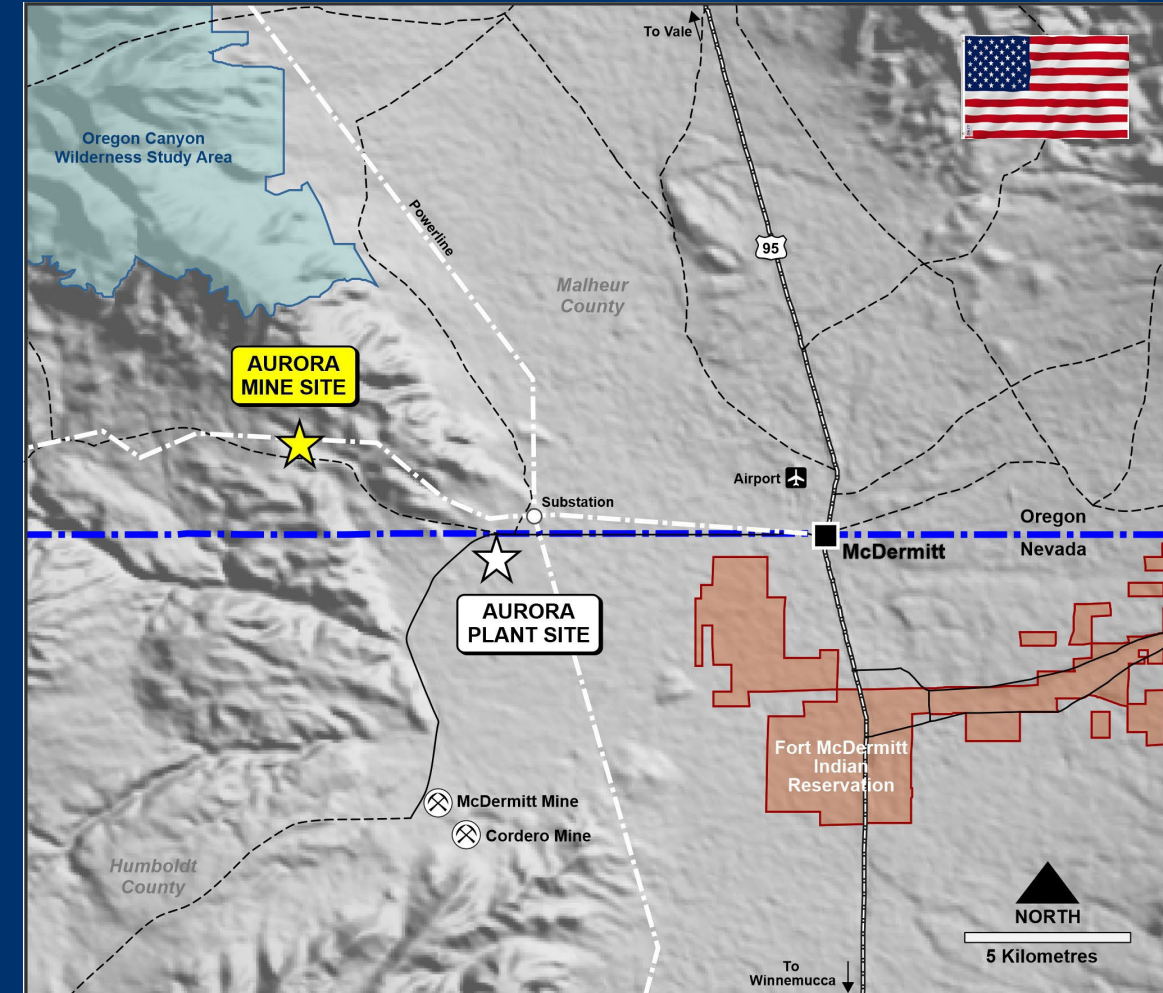 To Vale
Oregon Canyon
Wilderness Study Area
Powerline
95
Malheur
County
AURORA
MINE SITE
Airport
Substation
Oregon
McDermitt
Nevada
AURORA
PLANT SITE
Fort McDermitt
Indian
Reservation
McDermitt Mine
Cordero Mine
Humboldt
County
NORTH
5 Kilometres
To
Winnemucca